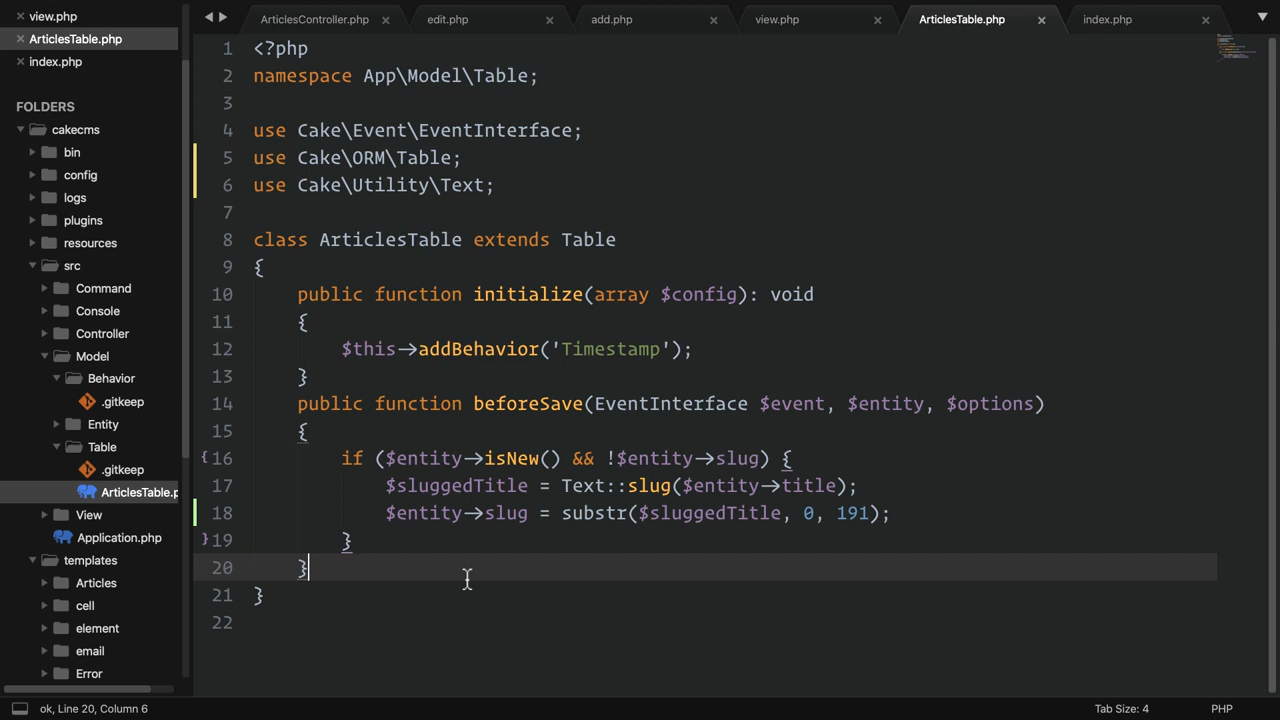 view.php
ArticlesTable.php
index.php
FOLDERS
cakecms
bin
config
logs
plugins
resources
src
Command
Console
Controller
Model
Behavior
.gitkeep
Entity
Table
.gitkeep
ArticlesTable.p
View
Application.php
templates
Articles
cell
element
email
Error
ArticlesController.php edit.php add.php view.php ArticlesTable.php index.php
1 <?php
2 namespace App\Model\Table;
3
4 use Cake\Event\EventInterface;
5 use Cake\ORM\Table;
6 use Cake\Utility\Text;
7
8 class ArticlesTable extends Table
9 {
10 public function initialize(array $config): void
11 {
12 $this->addBehavior('Timestamp');
13 }
14 public function beforeSave(EventInterface $event, $entity, $options)
15 {
16 if ($entity->isNew() && !$entity->slug) {
17 $sluggedTitle = Text::slug($entity->title);
18 $entity->slug = substr($sluggedTitle, 0, 191);
19 }
20 }
21 }
22
ok, Line 20, Column 6 Tab Size: 4 PHP